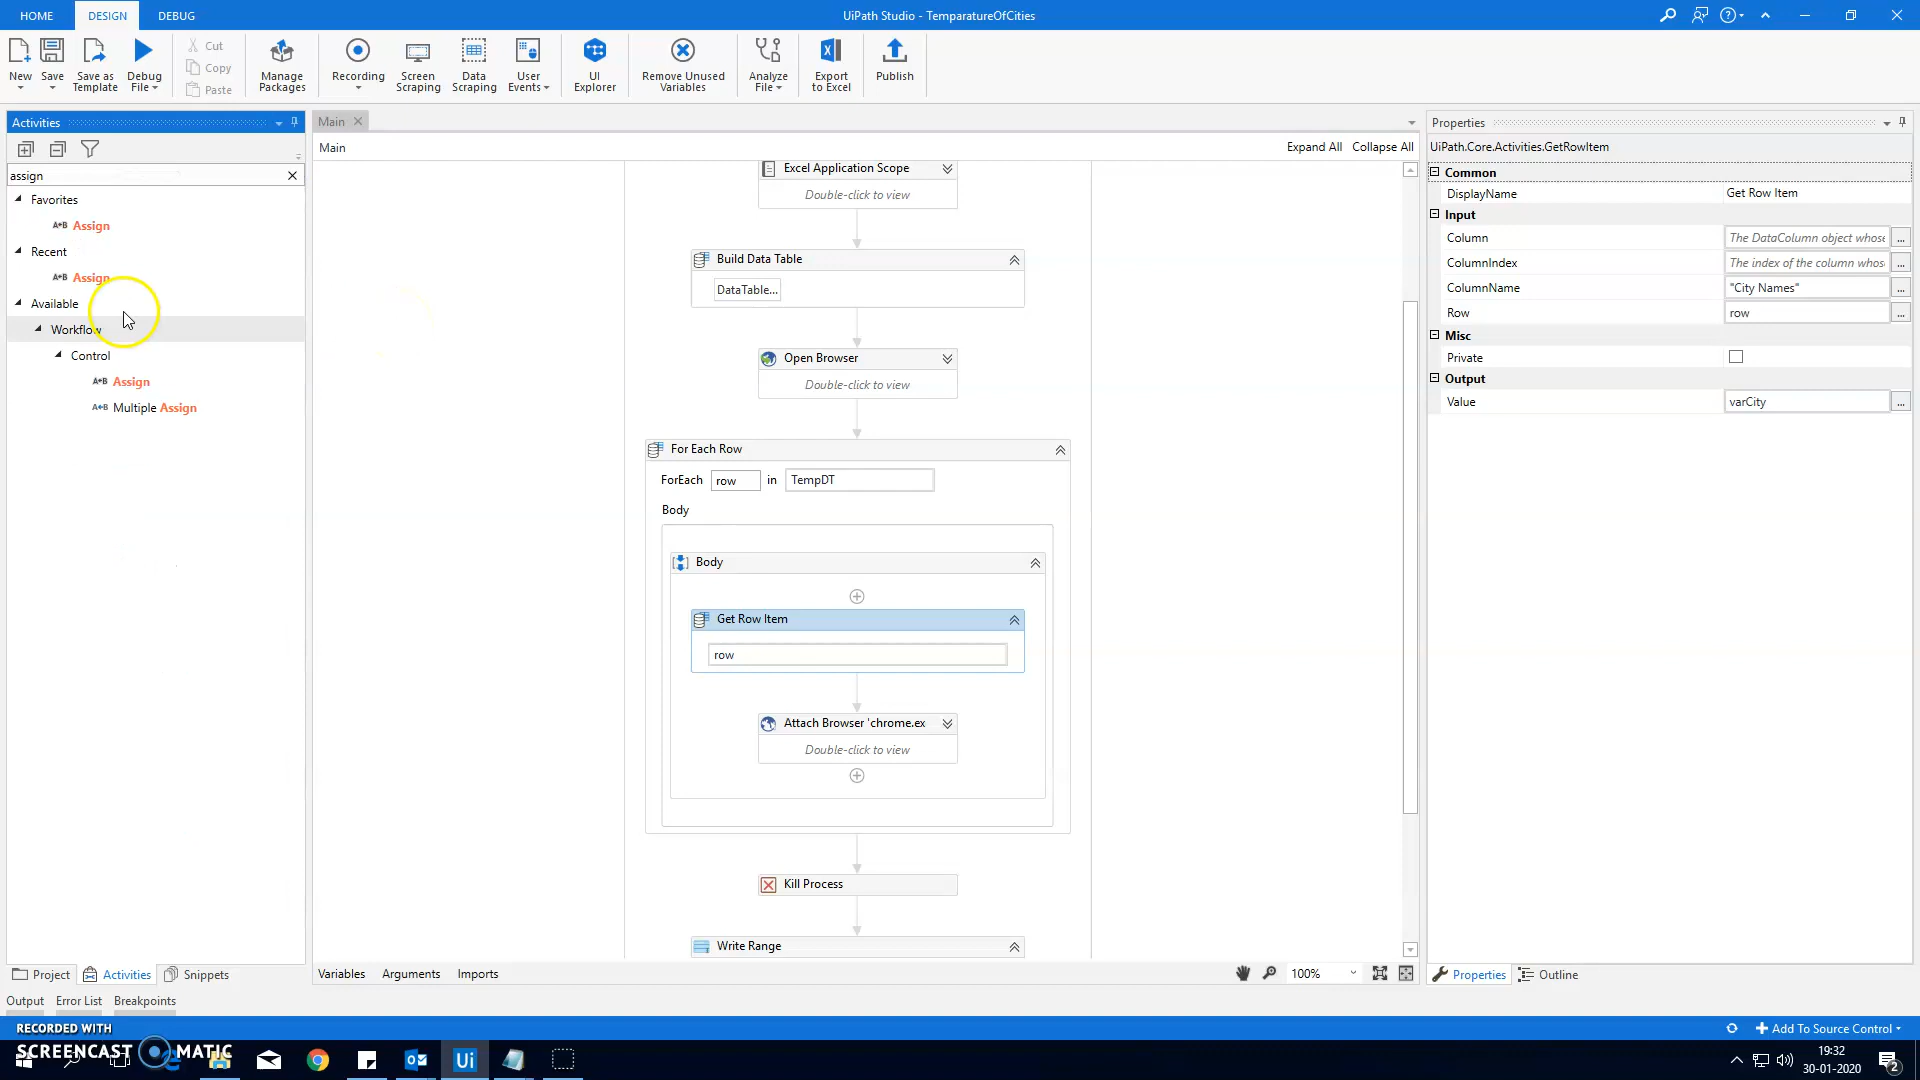 HOME DESIGN DEBUG
UiPath Studio - TemparatureOfCities
New Save Save as Template Debug File
Cut
Copy
Paste
Manage Packages
Recording
Screen Scraping
Data Scraping
User Events
UI Explorer
Remove Unused Variables
Analyze File
Export to Excel
Publish
Activities
assign
Favorites
A+B Assign
Recent
A+B Assign
Available
Workflow
Control
A+B Assign
A+B Multiple Assign
Project Activities Snippets
Output Error List Breakpoints
Main
Main
Expand All Collapse All
Excel Application Scope
Double-click to view
Build Data Table
DataTable...
Open Browser
Double-click to view
For Each Row
ForEach row in TempDT
Body
Body
Get Row Item
row
Attach Browser 'chrome.ex
Double-click to view
Kill Process
Write Range
Variables Arguments Imports
100%
Properties
UiPath.Core.Activities.GetRowItem
Common
DisplayName Get Row Item
Input
Column The DataColumn object whose ...
ColumnIndex The index of the column whos ...
ColumnName "City Names" ...
Row row ...
Misc
Private
Output
Value varCity ...
Properties Outline
Add To Source Control
RECORDED WITH
SCREENCAST MATIC
Ui
19:32
30-01-2020
2